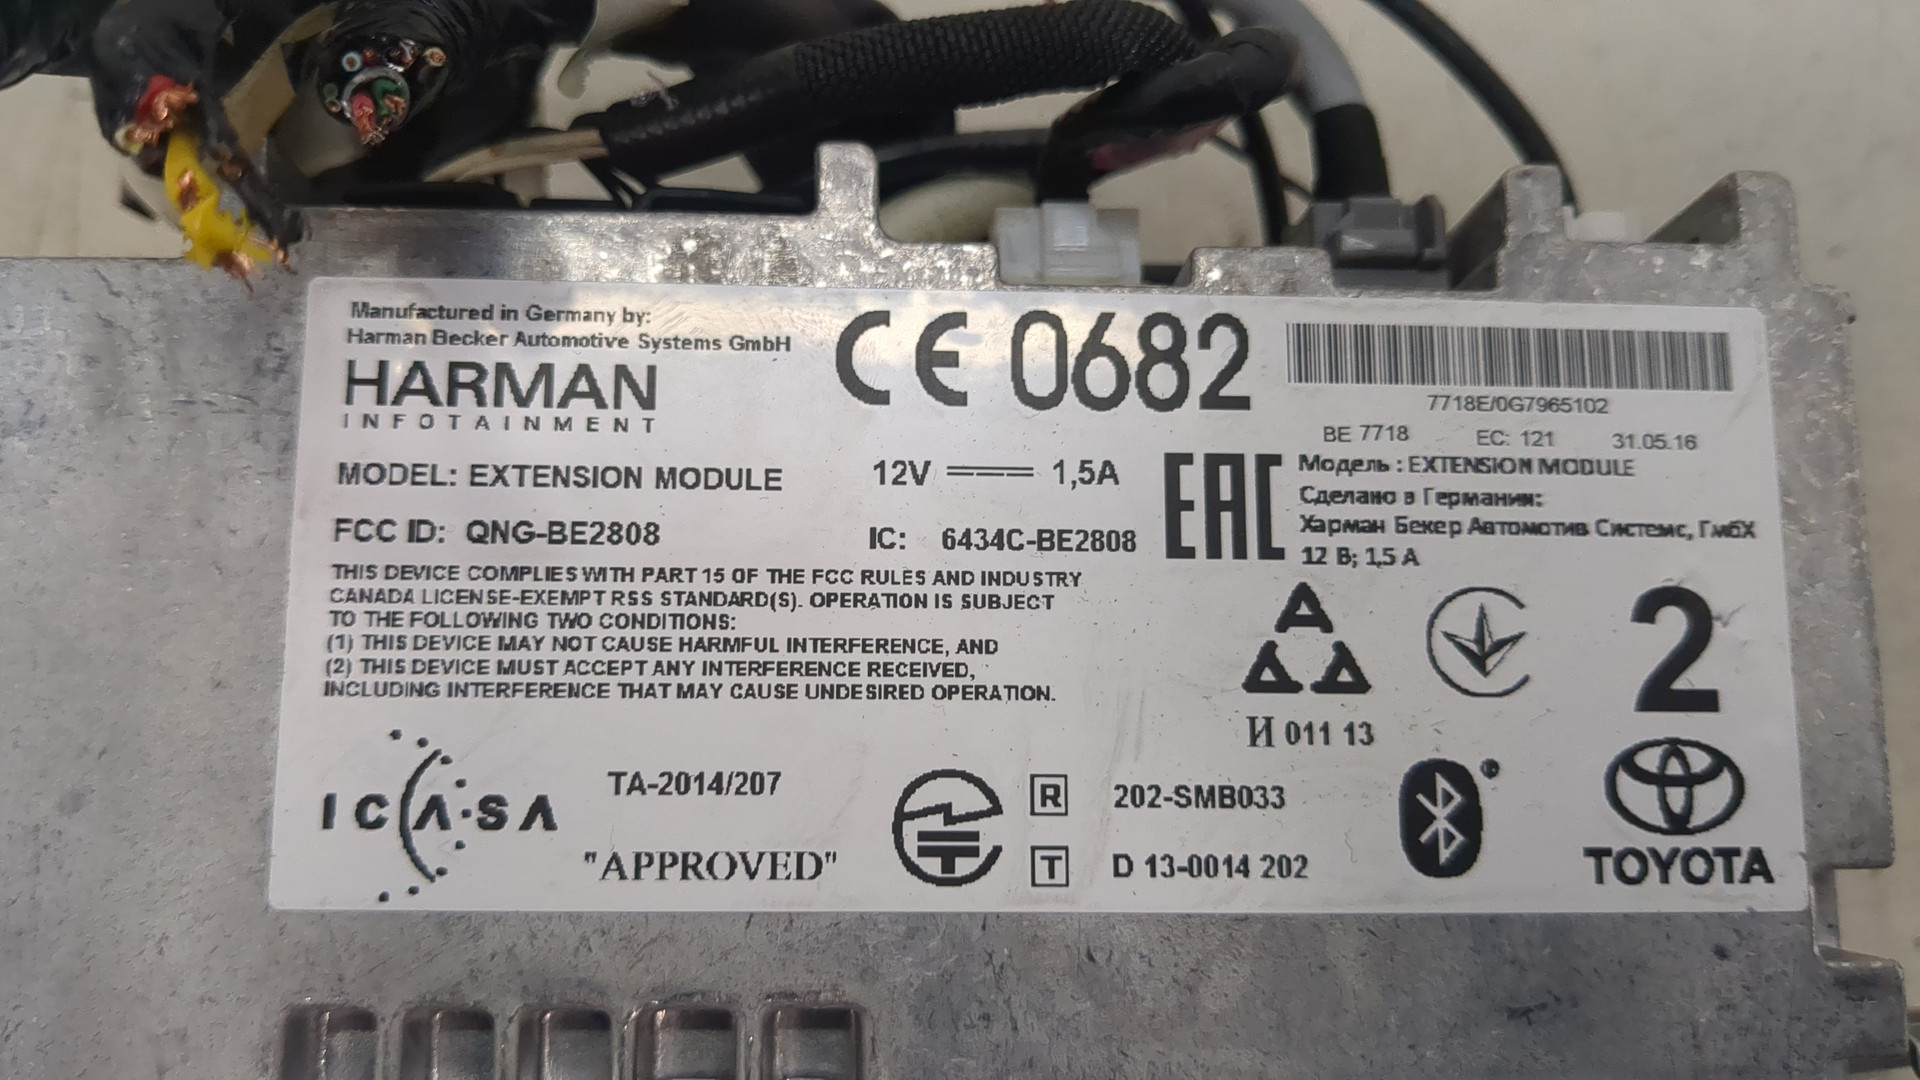 Manufactured in Germany by:
Harman Becker Automotive Systems GmbH
HARMAN
INFOTAINMENT
CE 0682
7718E/0G7965102
BE 7718 EC: 121 31.05.16
MODEL: EXTENSION MODULE
12V 1,5A
FCC ID: QNG-BE2808
IC: 6434C-BE2808
EAC
Модель : EXTENSION MODULE
Сделано в Германии:
Харман Бекер Автомотив Системс, ГмбХ
12 В; 1,5 А
THIS DEVICE COMPLIES WITH PART 15 OF THE FCC RULES AND INDUSTRY
CANADA LICENSE-EXEMPT RSS STANDARD(S). OPERATION IS SUBJECT
TO THE FOLLOWING TWO CONDITIONS:
(1) THIS DEVICE MAY NOT CAUSE HARMFUL INTERFERENCE, AND
(2) THIS DEVICE MUST ACCEPT ANY INTERFERENCE RECEIVED,
INCLUDING INTERFERENCE THAT MAY CAUSE UNDESIRED OPERATION.
И 011 13
2
ICASA
TA-2014/207
"APPROVED"
R 202-SMB033
T D 13-0014 202
TOYOTA